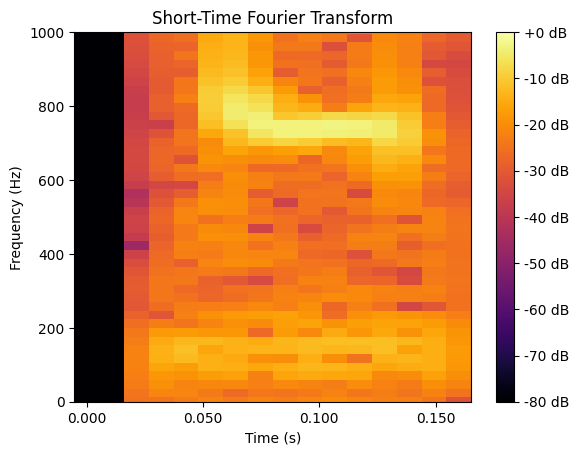 Short-Time Fourier Transform
1000
800
600
400
200
0
Frequency (Hz)
0.000
0.050
0.100
0.150
Time (s)
+0 dB
-10 dB
-20 dB
-30 dB
-40 dB
-50 dB
-60 dB
-70 dB
-80 dB